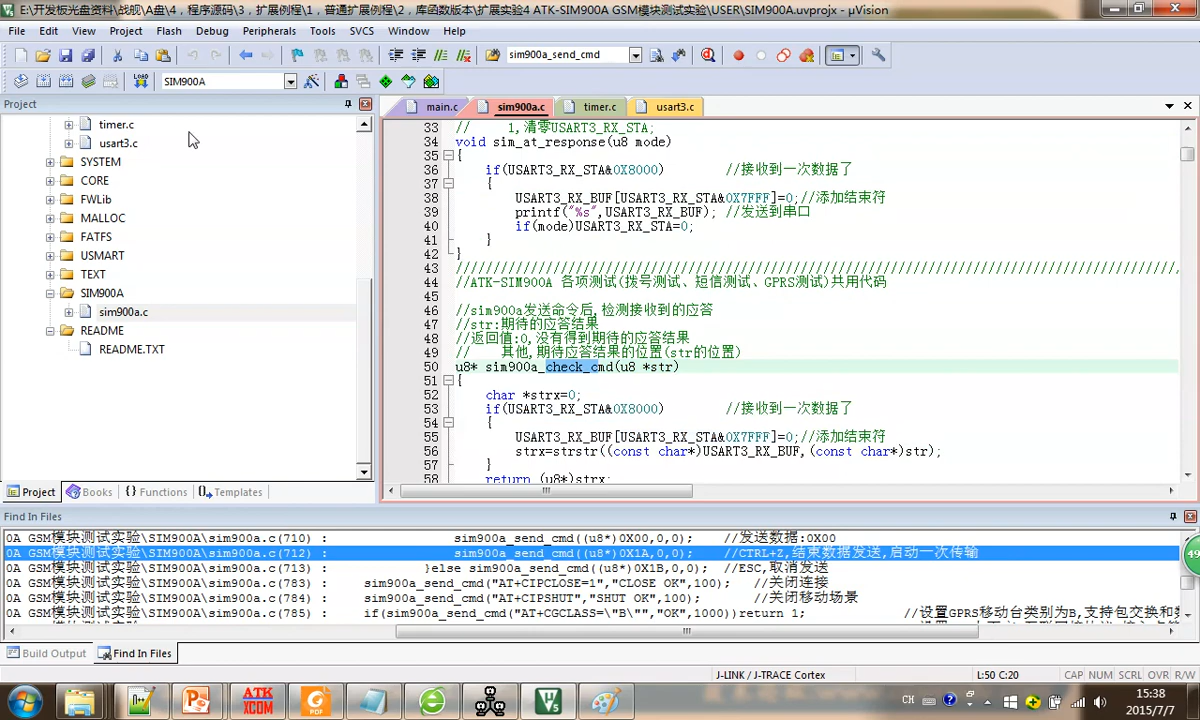 E:\开发板光盘资料\战舰\A盘\4，程序源码\3，扩展例程\1，普通扩展例程\2，库函数版本\扩展实验4 ATK-SIM900A GSM模块测试实验\USER\SIM900A.uvprojx - µVision
File Edit View Project Flash Debug Peripherals Tools SVCS Window Help
sim900a_send_cmd
LOAD SIM900A
Project
main.c sim900a.c timer.c usart3.c
timer.c
usart3.c
SYSTEM
CORE
FWLib
MALLOC
FATFS
USMART
TEXT
SIM900A
sim900a.c
README
README.TXT
33 // 1,清零USART3_RX_STA;
34 void sim_at_response(u8 mode)
35 {
36 if(USART3_RX_STA&0X8000) //接收到一次数据了
37 {
38 USART3_RX_BUF[USART3_RX_STA&0X7FFF]=0;//添加结束符
39 printf("%s",USART3_RX_BUF); //发送到串口
40 if(mode)USART3_RX_STA=0;
41 }
42 }
43 ////////////////////////////////////////////////////////////////////////////////////////////////
44 //ATK-SIM900A 各项测试(拨号测试、短信测试、GPRS测试)共用代码
45
46 //sim900a发送命令后,检测接收到的应答
47 //str:期待的应答结果
48 //返回值:0,没有得到期待的应答结果
49 // 其他,期待应答结果的位置(str的位置)
50 u8* sim900a_check_cmd(u8 *str)
51 {
52 char *strx=0;
53 if(USART3_RX_STA&0X8000) //接收到一次数据了
54 {
55 USART3_RX_BUF[USART3_RX_STA&0X7FFF]=0;//添加结束符
56 strx=strstr((const char*)USART3_RX_BUF,(const char*)str);
57 }
58 return (u8*)strx;
Project Books {} Functions Templates
Find In Files
0A GSM模块测试实验\SIM900A\sim900a.c(710) : sim900a_send_cmd((u8*)0X00,0,0); //发送数据:0X00
0A GSM模块测试实验\SIM900A\sim900a.c(712) : sim900a_send_cmd((u8*)0X1A,0,0); //CTRL+Z,结束数据发送,启动一次传输
0A GSM模块测试实验\SIM900A\sim900a.c(713) : }else sim900a_send_cmd((u8*)0X1B,0,0); //ESC,取消发送
0A GSM模块测试实验\SIM900A\sim900a.c(783) : sim900a_send_cmd("AT+CIPCLOSE=1","CLOSE OK",100); //关闭连接
0A GSM模块测试实验\SIM900A\sim900a.c(784) : sim900a_send_cmd("AT+CIPSHUT","SHUT OK",100); //关闭移动场景
0A GSM模块测试实验\SIM900A\sim900a.c(785) : if(sim900a_send_cmd("AT+CGCLASS=\"B\"","OK",1000))return 1; //设置GPRS移动台类别为B,支持包交换和
49
Build Output Find In Files
J-LINK / J-TRACE Cortex L:50 C:20 CAP NUM SCRL OVR R/W
ATK XCOM
PDF
CH
15:38
2015/7/7